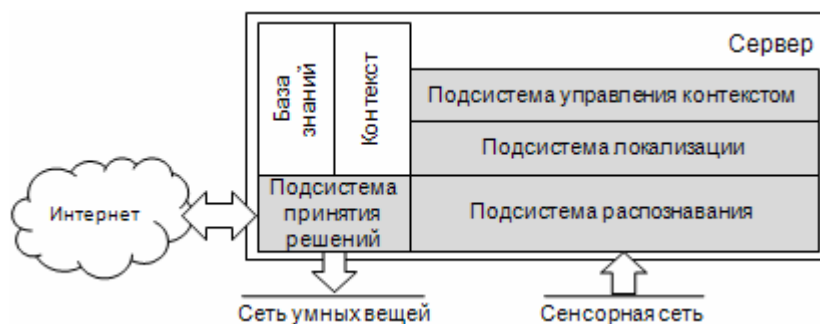 Сервер
База
знаний
Контекст
Подсистема управления контекстом
Подсистема локализации
Интернет
Подсистема
принятия
решений
Подсистема распознавания
Сеть умных вещей
Сенсорная сеть